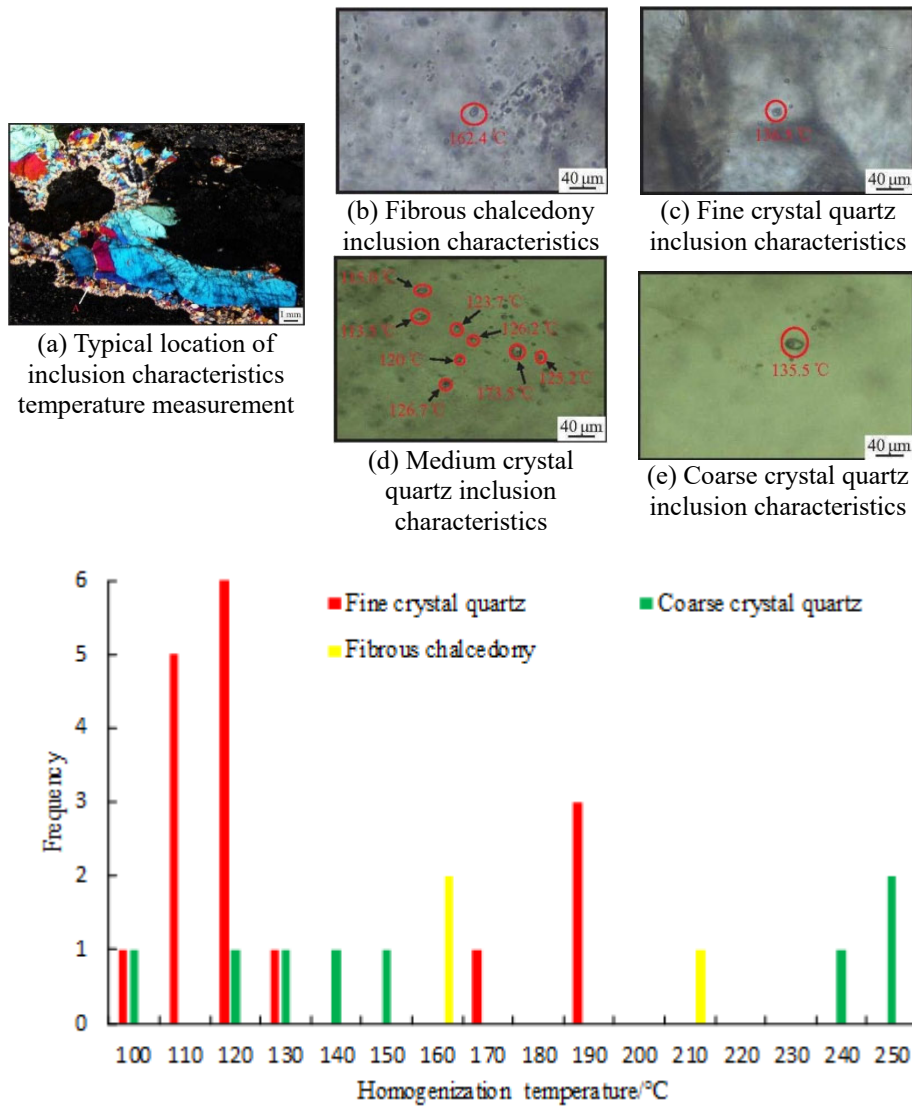 162.4℃
40 μm
40 μm
(b) Fibrous chalcedony
inclusion characteristics
(c) Fine crystal quartz
inclusion characteristics
1 mm
(a) Typical location of
inclusion characteristics
temperature measurement
123.7℃
126.2℃
120℃
125.2℃
173.5℃
126.7℃
40 μm
(d) Medium crystal
quartz inclusion
characteristics
135.5℃
40 μm
(e) Coarse crystal quartz
inclusion characteristics
Fine crystal quartz
Coarse crystal quartz
Fibrous chalcedony
Frequency
6
5
4
3
2
1
0
100 110 120 130 140 150 160 170 180 190 200 210 220 230 240 250
Homogenization temperature/°C